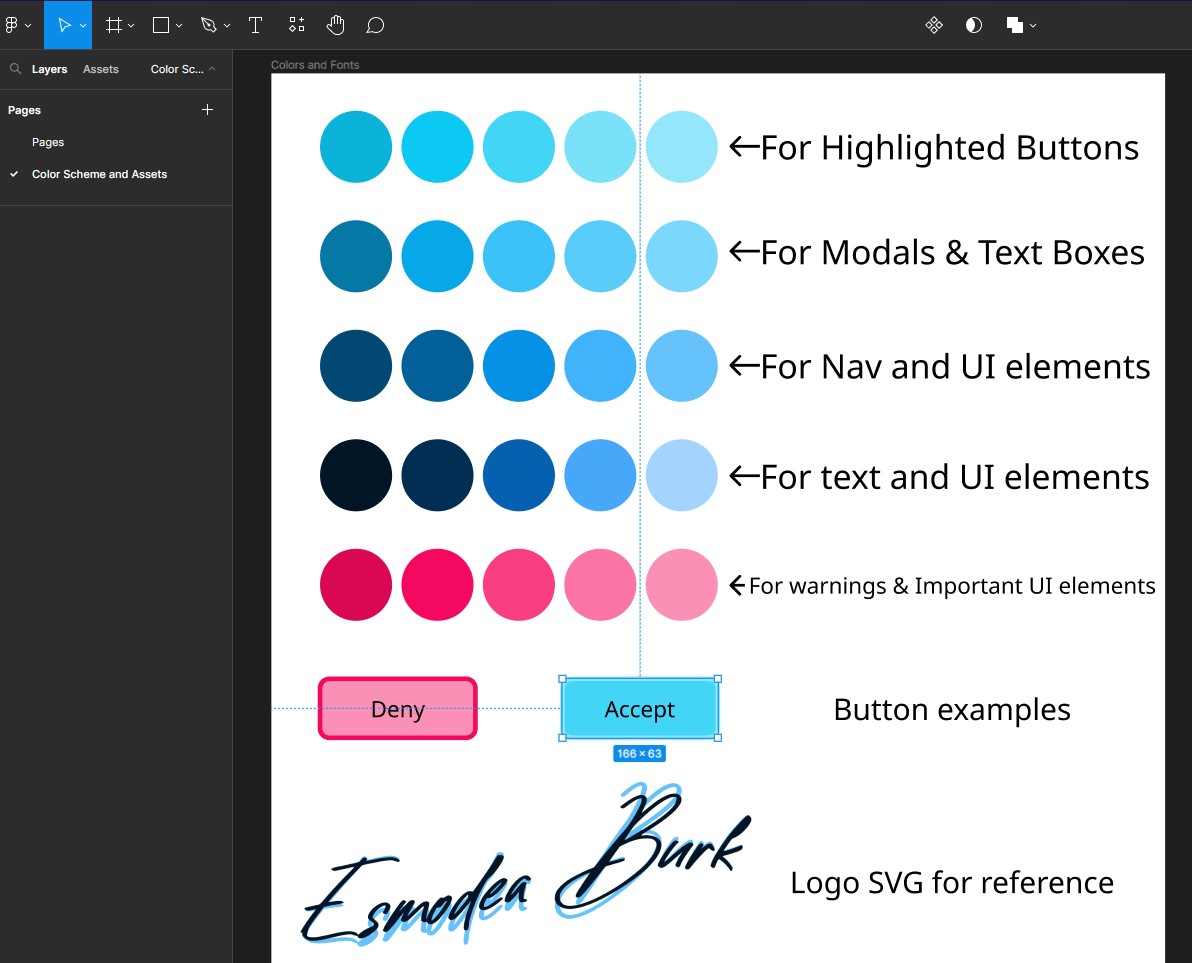 Layers Assets Color Sc...
Colors and Fonts
Pages
Pages
Color Scheme and Assets
←For Highlighted Buttons
←For Modals & Text Boxes
←For Nav and UI elements
←For text and UI elements
←For warnings & Important UI elements
Deny Accept Button examples
166 × 63
Esmodea Burk
Logo SVG for reference